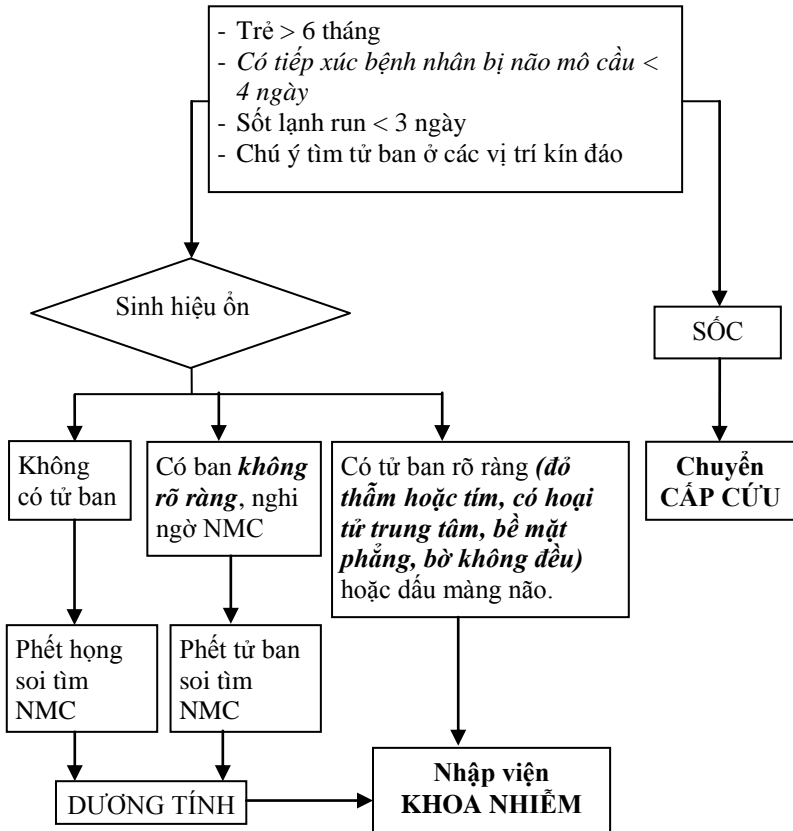 - Trẻ > 6 tháng
- Có tiếp xúc bệnh nhân bị não mô cầu <
4 ngày
- Sốt lạnh run < 3 ngày
- Chú ý tìm tử ban ở các vị trí kín đáo
Sinh hiệu ổn
SỐC
Không
có tử ban
Có ban không
rõ ràng, nghi
ngờ NMC
Có tử ban rõ ràng (đỏ
thẫm hoặc tím, có hoại
tử trung tâm, bề mặt
phẳng, bờ không đều)
hoặc dấu màng não.
Chuyển
CẤP CỨU
Phết họng
soi tìm
NMC
Phết tử ban
soi tìm
NMC
DƯƠNG TÍNH
Nhập viện
KHOA NHIỄM